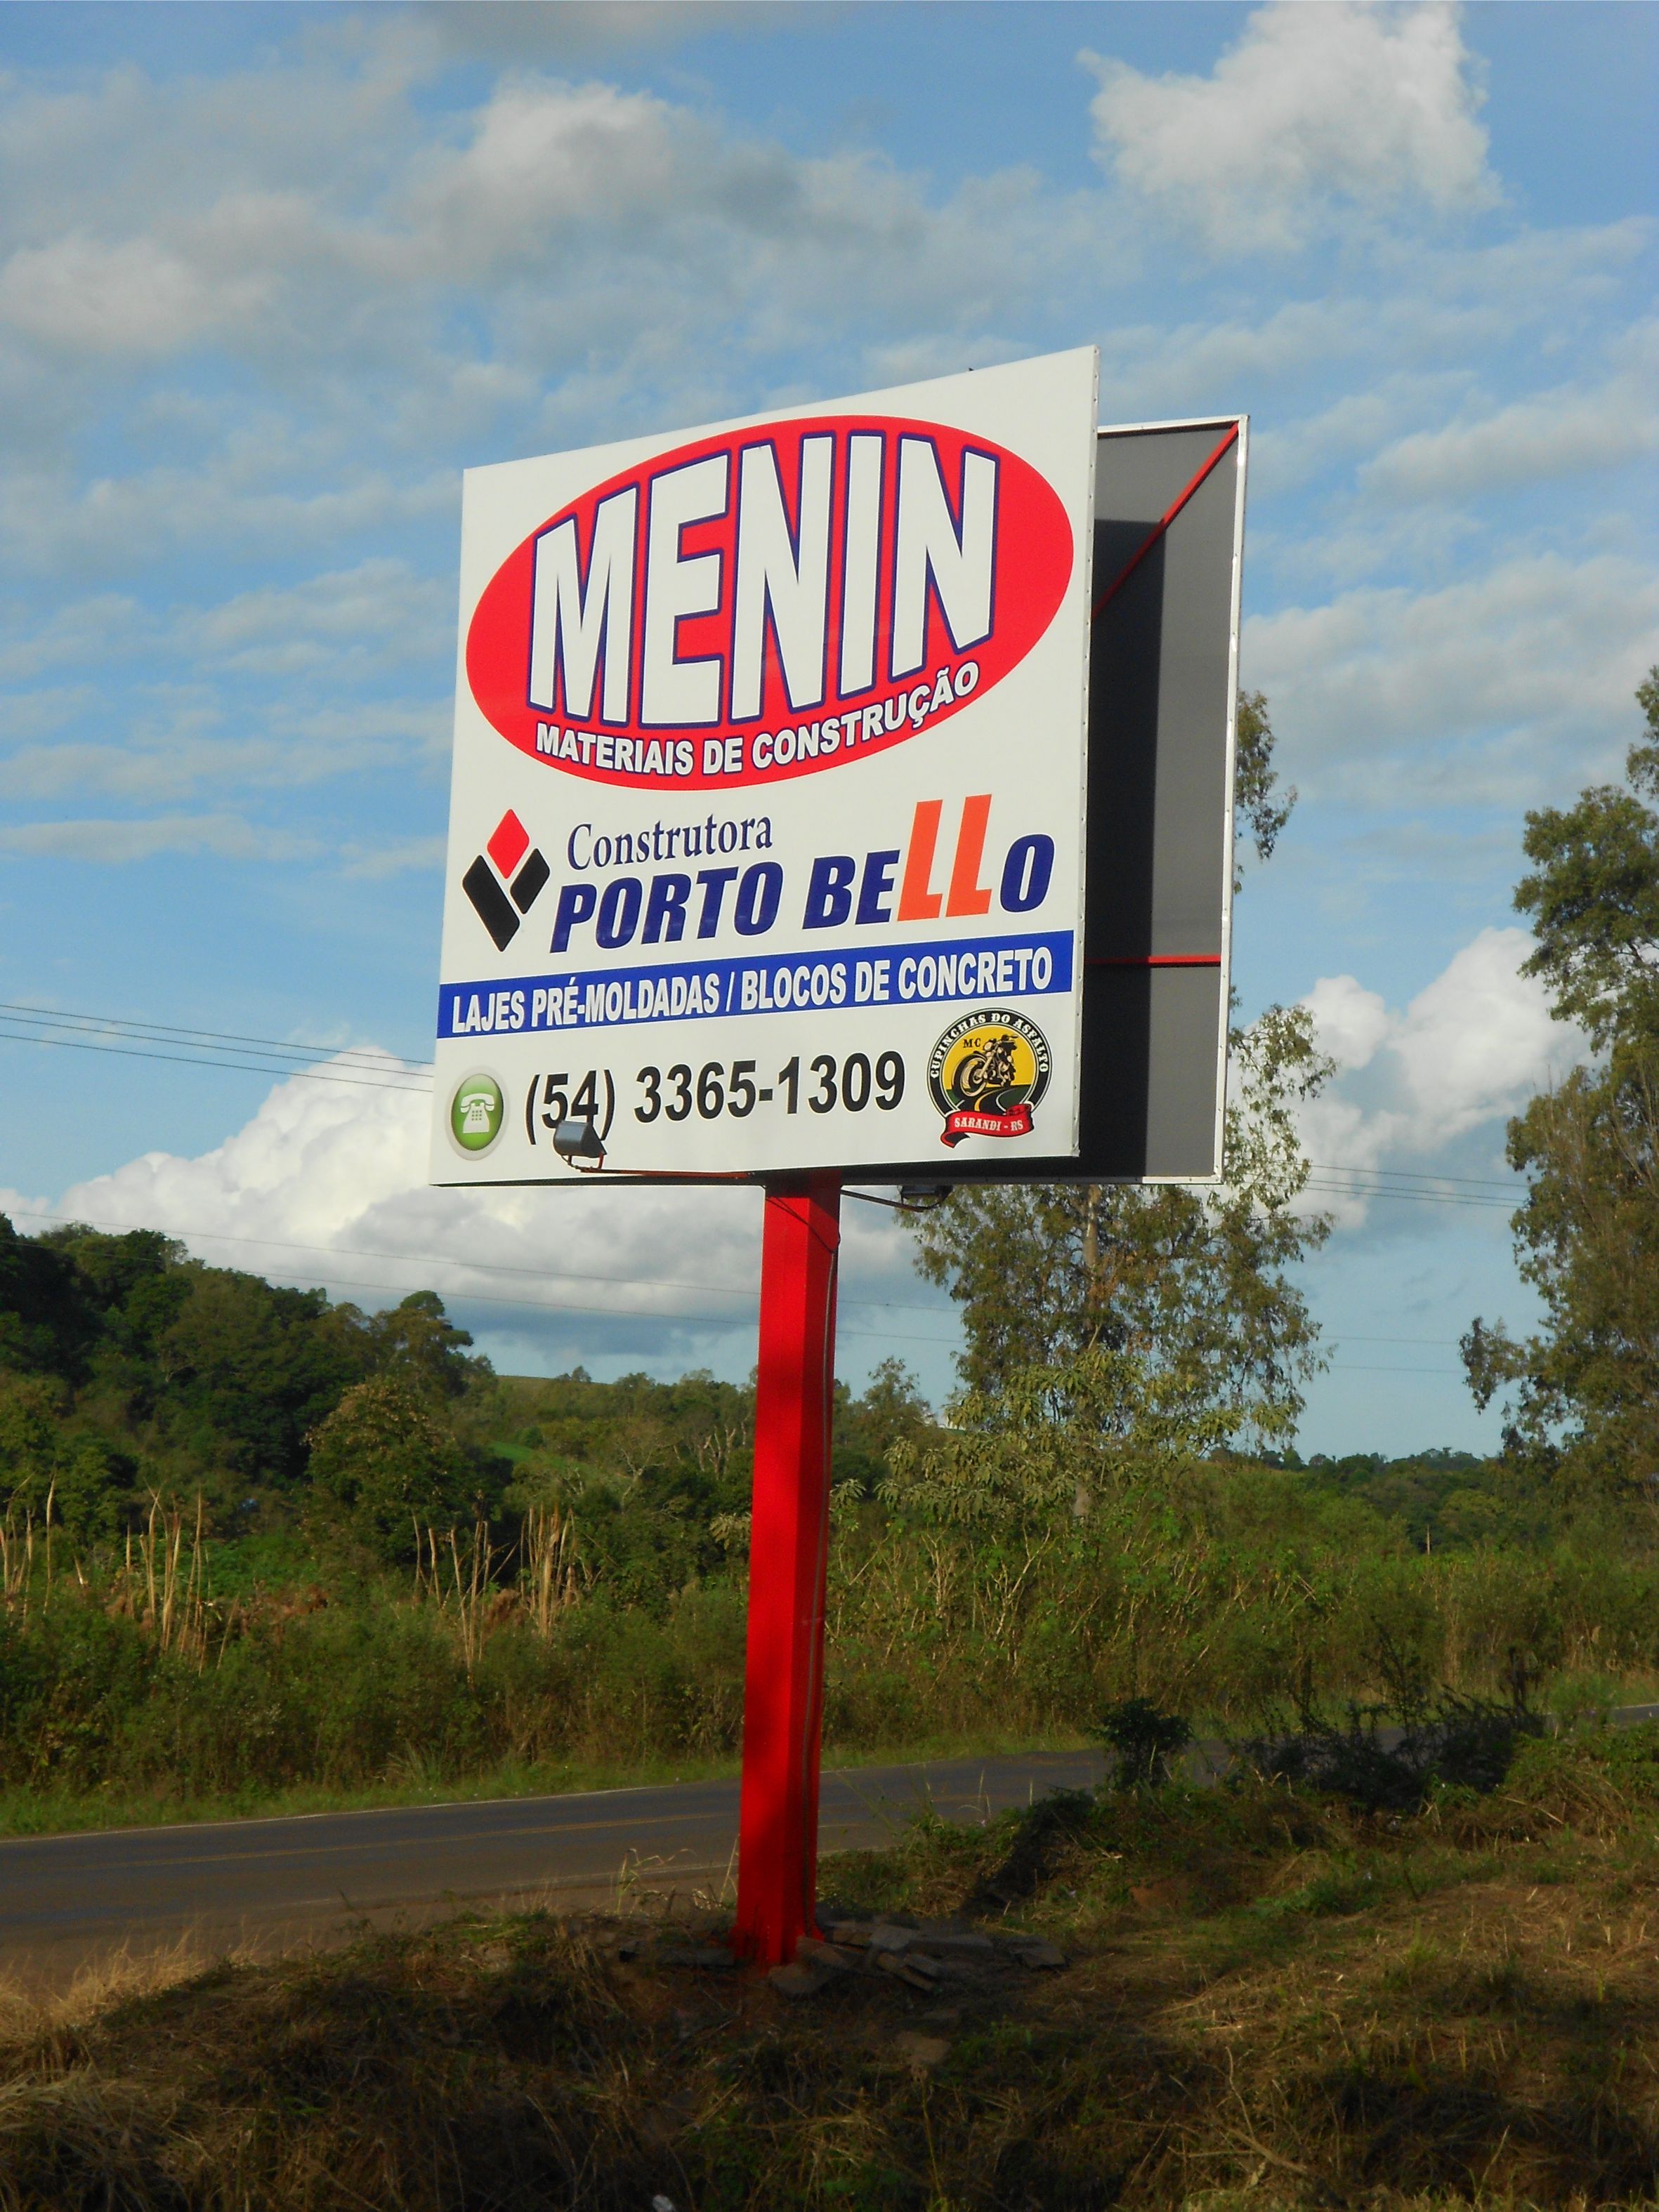 MENIN
MATERIAIS DE CONSTRUÇÃO
Construtora
PORTO BELLO
LAJES PRÉ-MOLDADAS / BLOCOS DE CONCRETO
(54) 3365-1309
CUPINCHAS DO ASFALTO
MC
SARANDI - RS